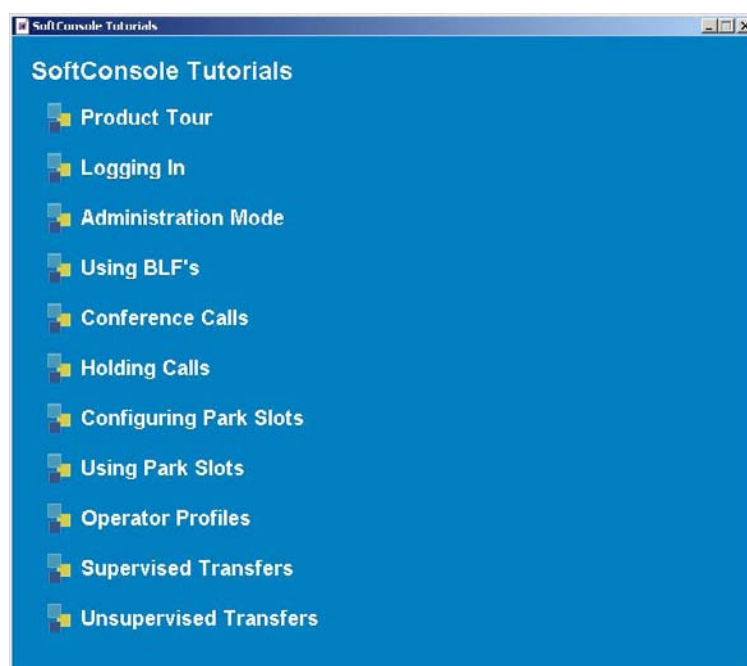 SoftConsole Tutorials
SoftConsole Tutorials
Product Tour
Logging In
Administration Mode
Using BLF's
Conference Calls
Holding Calls
Configuring Park Slots
Using Park Slots
Operator Profiles
Supervised Transfers
Unsupervised Transfers